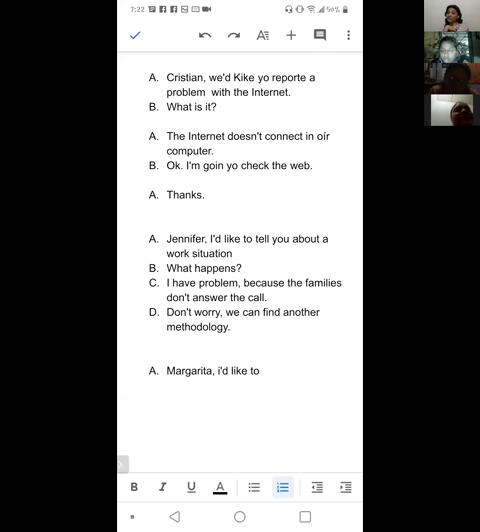 7:22
50%
A. Cristian, we'd Kike yo reporte a
problem with the Internet.
B. What is it?
A. The Internet doesn't connect in oír
computer.
B. Ok. I'm goin yo check the web.
A. Thanks.
A. Jennifer, I'd like to tell you about a
work situation
B. What happens?
C. I have problem, because the families
don't answer the call.
D. Don't worry, we can find another
methodology.
A. Margarita, i'd like to
B I U A